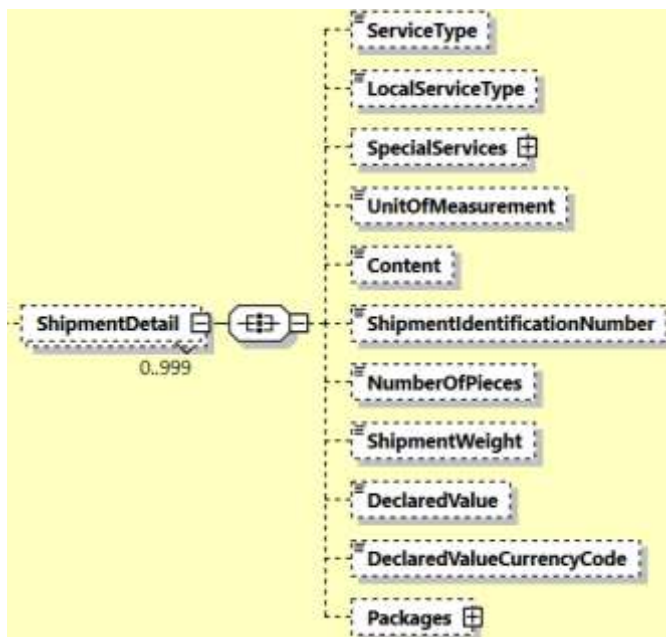 ServiceType
LocalServiceType
SpecialServices
UnitOfMeasurement
Content
ShipmentDetail
0..999
ShipmentIdentificationNumber
NumberOfPieces
ShipmentWeight
DeclaredValue
DeclaredValueCurrencyCode
Packages